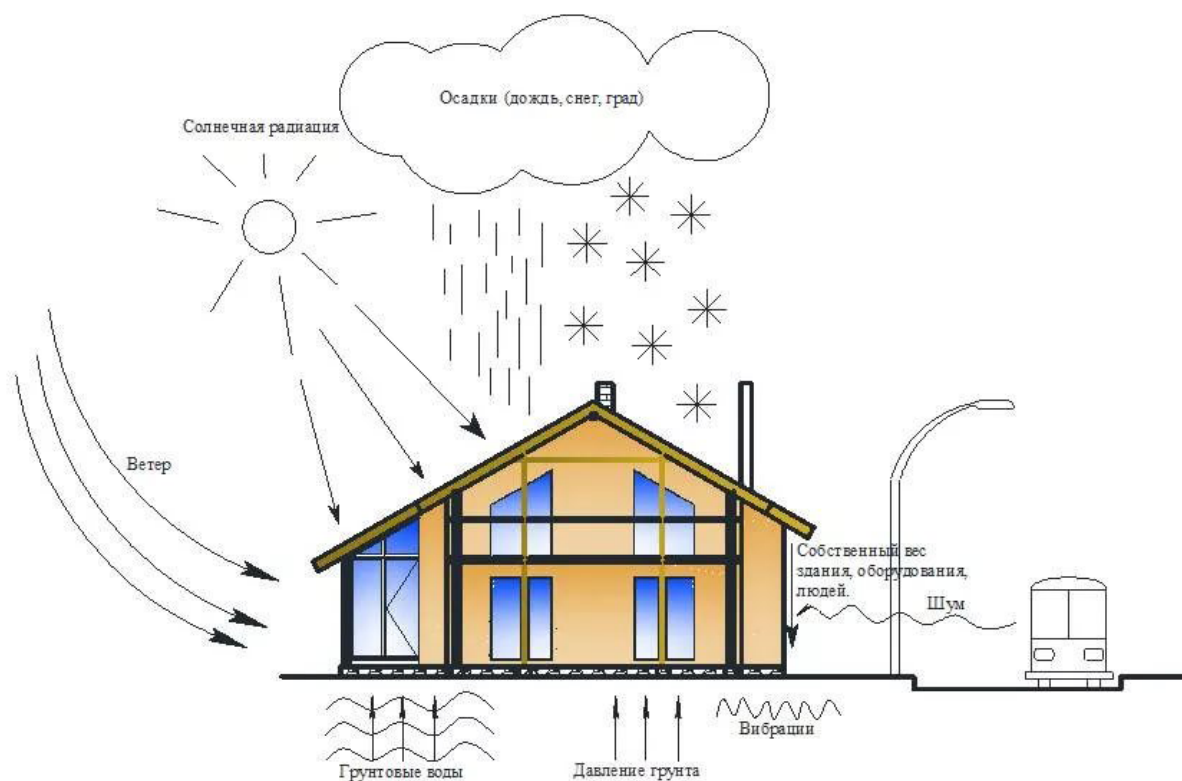 Осадки (дождь, снег, град)
Солнечная радиация
Ветер
Собственный вес
здания, оборудования,
людей.
Шум
Вибрации
Грунтовые воды
Давление грунта